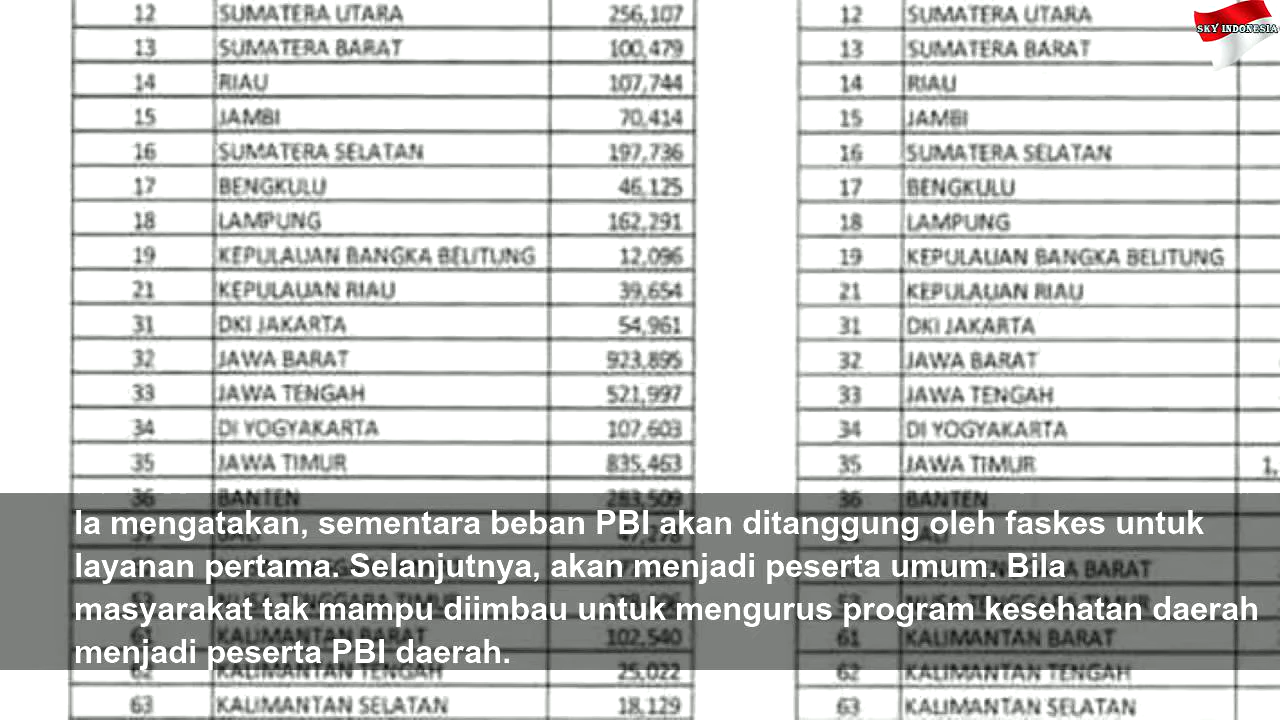 SKY INDONESIA
12 SUMATERA UTARA 256,107
13 SUMATERA BARAT 100,479
14 RIAU 107,744
15 JAMBI 70,414
16 SUMATERA SELATAN 197,736
17 BENGKULU 46,125
18 LAMPUNG 162,291
19 KEPULAUAN BANGKA BELITUNG 12,096
21 KEPULAUAN RIAU 39,654
31 DKI JAKARTA 54,961
32 JAWA BARAT 923,895
33 JAWA TENGAH 521,997
34 DI YOGYAKARTA 107,603
35 JAWA TIMUR 835,463
36 BANTEN 283,509
61 KALIMANTAN BARAT 102,540
62 KALIMANTAN TENGAH 25,022
63 KALIMANTAN SELATAN 18,129
12 SUMATERA UTARA
13 SUMATERA BARAT
14 RIAU
15 JAMBI
16 SUMATERA SELATAN
17 BENGKULU
18 LAMPUNG
19 KEPULAUAN BANGKA BELITUNG
21 KEPULAUAN RIAU
31 DKI JAKARTA
32 JAWA BARAT
33 JAWA TENGAH
34 DI YOGYAKARTA
35 JAWA TIMUR 1,
36 BANTEN
61 KALIMANTAN BARAT
62 KALIMANTAN TENGAH
63 KALIMANTAN SELATAN
Ia mengatakan, sementara beban PBI akan ditanggung oleh faskes untuk
layanan pertama. Selanjutnya, akan menjadi peserta umum. Bila
masyarakat tak mampu diimbau untuk mengurus program kesehatan daerah
menjadi peserta PBI daerah.